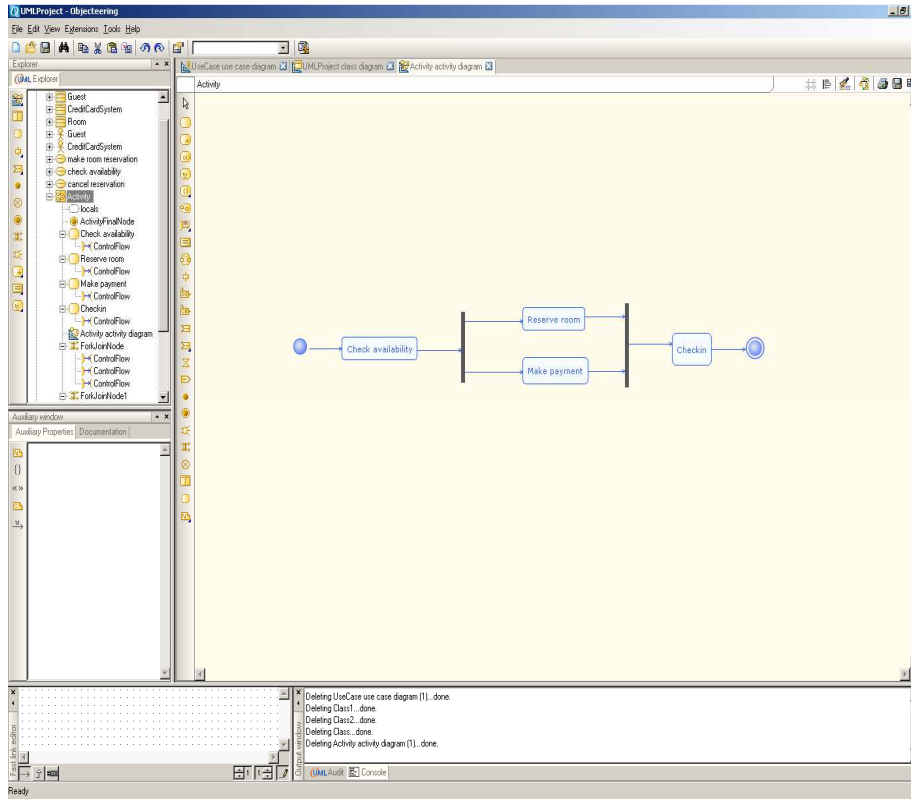 UMLProject - Objecteering
File Edit View Extensions Tools Help
Explorer
UML Explorer
Guest
CreditCardSystem
Room
Guest
CreditCardSystem
make room reservation
check availability
cancel reservation
Activity
locals
ActivityFinalNode
Check availability
ControlFlow
Reserve room
ControlFlow
Make payment
ControlFlow
Checkin
ControlFlow
Activity activity diagram
ForkJoinNode
ControlFlow
ControlFlow
ControlFlow
ForkJoinNode1
Auxiliary window
Auxiliary Properties Documentation
{}
« »
UseCase use case diagram UMLProject class diagram Activity activity diagram
Activity
Check availability
Reserve room
Make payment
Checkin
Fast link editor
1 1
Output window
Deleting UseCase use case diagram (1)...done.
Deleting Class1...done.
Deleting Class2...done.
Deleting Class...done.
Deleting Activity activity diagram (1)...done.
UML Audit Console
Ready